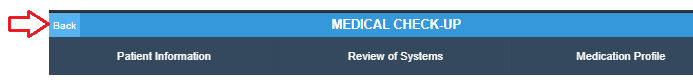 Back MEDICAL CHECK-UP
Patient Information Review of Systems Medication Profile